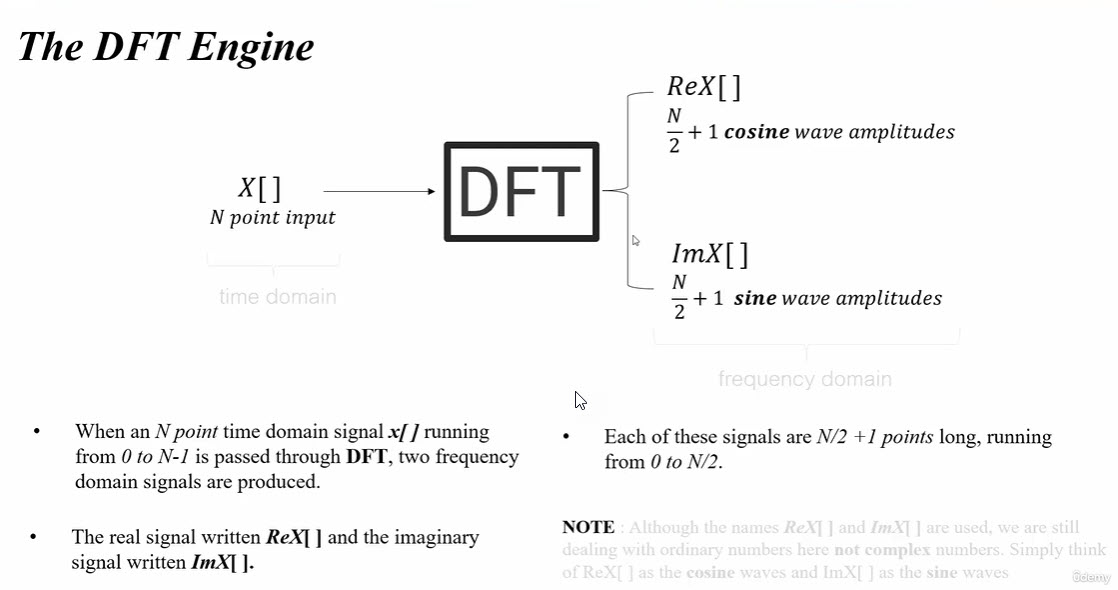 The DFT Engine
X[ ]
N point input
time domain
DFT
ReX[ ]
N/2 + 1 cosine wave amplitudes
ImX[ ]
N/2 + 1 sine wave amplitudes
frequency domain
• When an N point time domain signal x[ ] running
from 0 to N-1 is passed through DFT, two frequency
domain signals are produced.
• The real signal written ReX[ ] and the imaginary
signal written ImX[ ].
• Each of these signals are N/2 +1 points long, running
from 0 to N/2.
NOTE : Although the names ReX[ ] and ImX[ ] are used, we are still
dealing with ordinary numbers here not complex numbers. Simply think
of ReX[ ] as the cosine waves and ImX[ ] as the sine waves
ûdemy